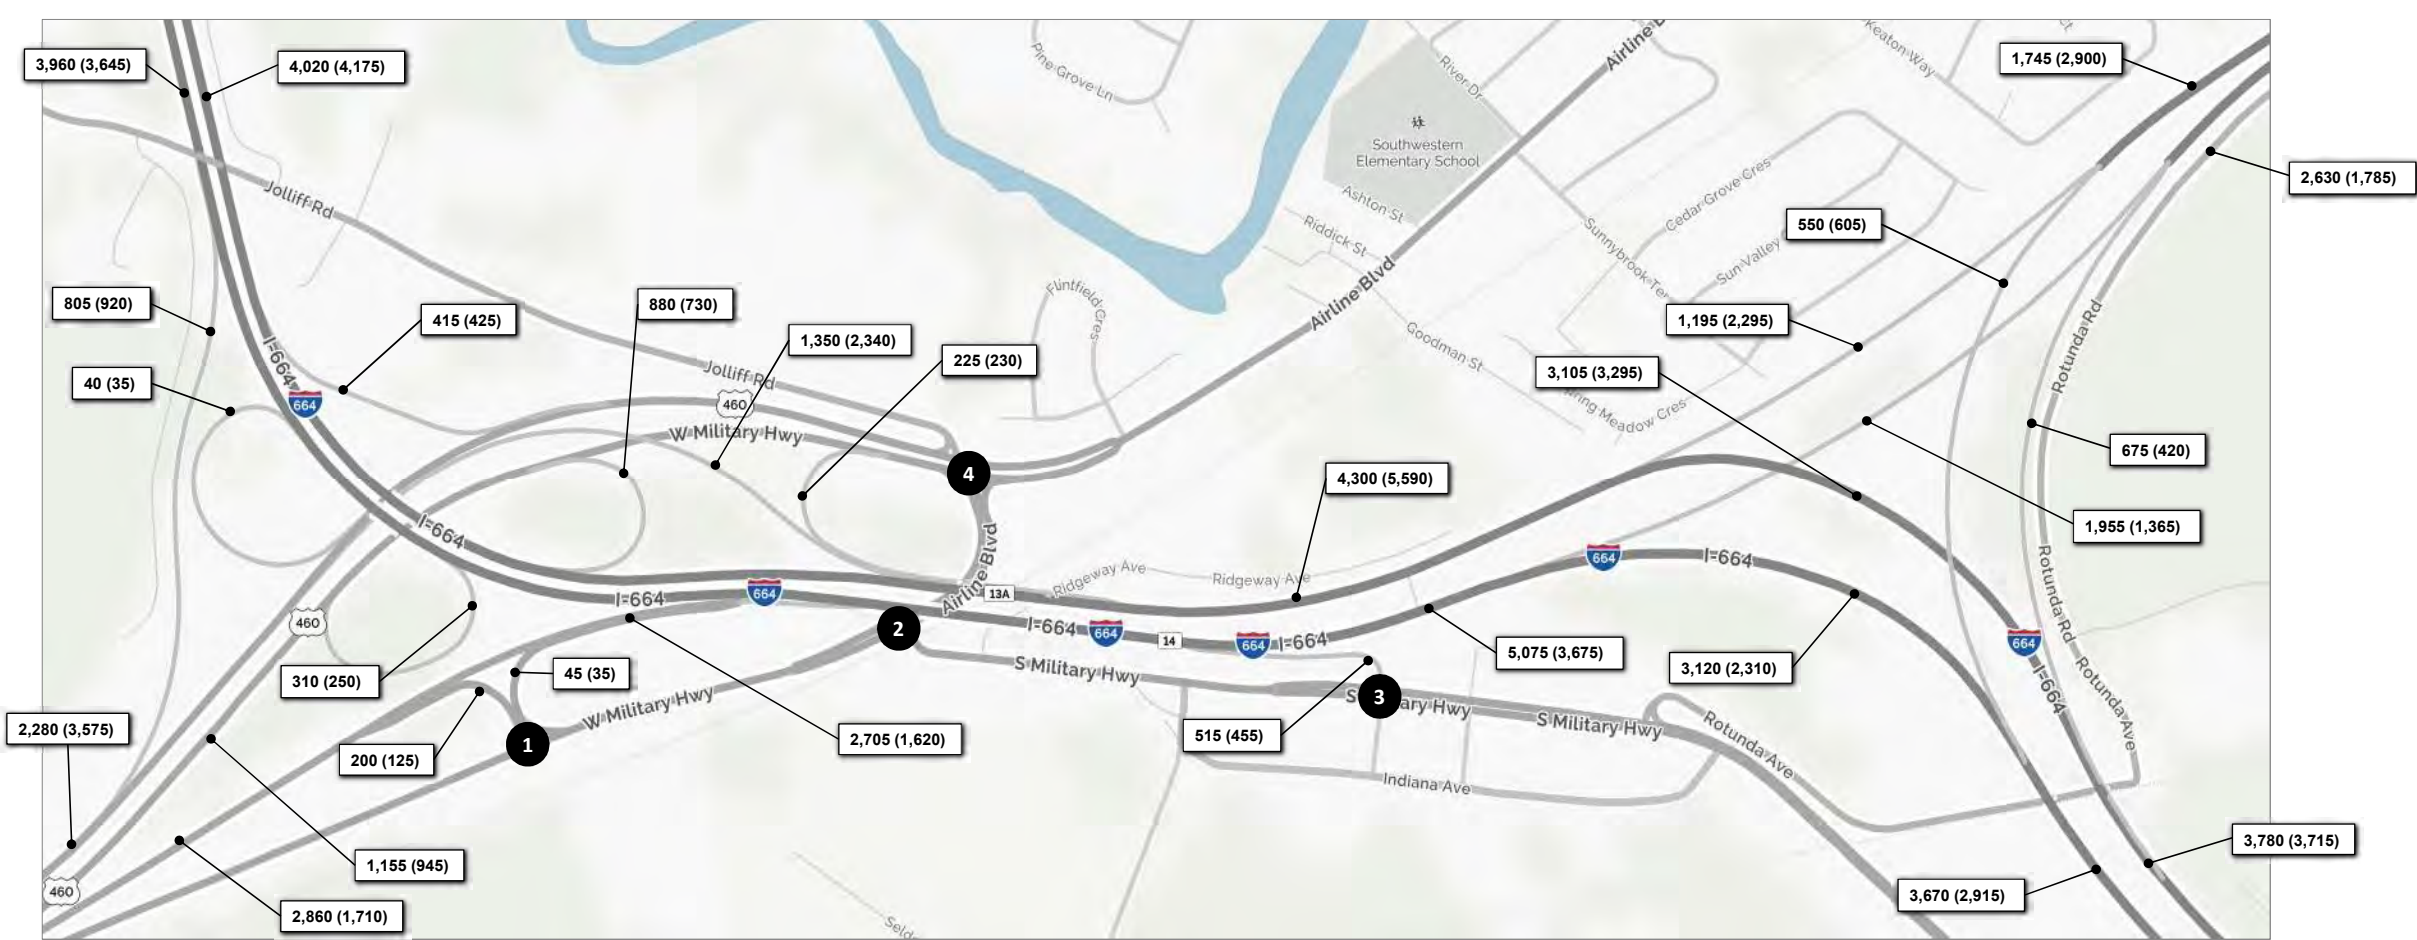 3,960 (3,645)
4,020 (4,175)
Pine Grove Ln
River Dr
Airline B
Keaton Way
Ct
1,745 (2,900)
Southwestern
Elementary School
2,630 (1,785)
Jolliff Rd
Ashton St
Riddick St
Cedar Grove Cres
550 (605)
Sunnybrook Ter
Sun Valley
805 (920)
415 (425)
880 (730)
1,350 (2,340)
225 (230)
Flintfield Cres
Airline Blvd
Goodman St
1,195 (2,295)
Rotunda Rd
40 (35)
I-664
664
Jolliff Rd
460
W Military Hwy
3,105 (3,295)
ring Meadow Cres
675 (420)
4
4,300 (5,590)
1,955 (1,365)
I-664
Airline Blvd
Airline Blvd
13A
Ridgeway Ave
Ridgeway Ave
664
I-664
Rotunda Rd
I-664
664
460
2
I-664
664
14
664
I-664
5,075 (3,675)
3,120 (2,310)
664
I-664
Rotunda Ave
310 (250)
45 (35)
S Military Hwy
200 (125)
1
W Military Hwy
2,705 (1,620)
515 (455)
3
S
ary Hwy
S Military Hwy
Rotunda Ave
Indiana Ave
2,280 (3,575)
1,155 (945)
3,780 (3,715)
460
2,860 (1,710)
3,670 (2,915)